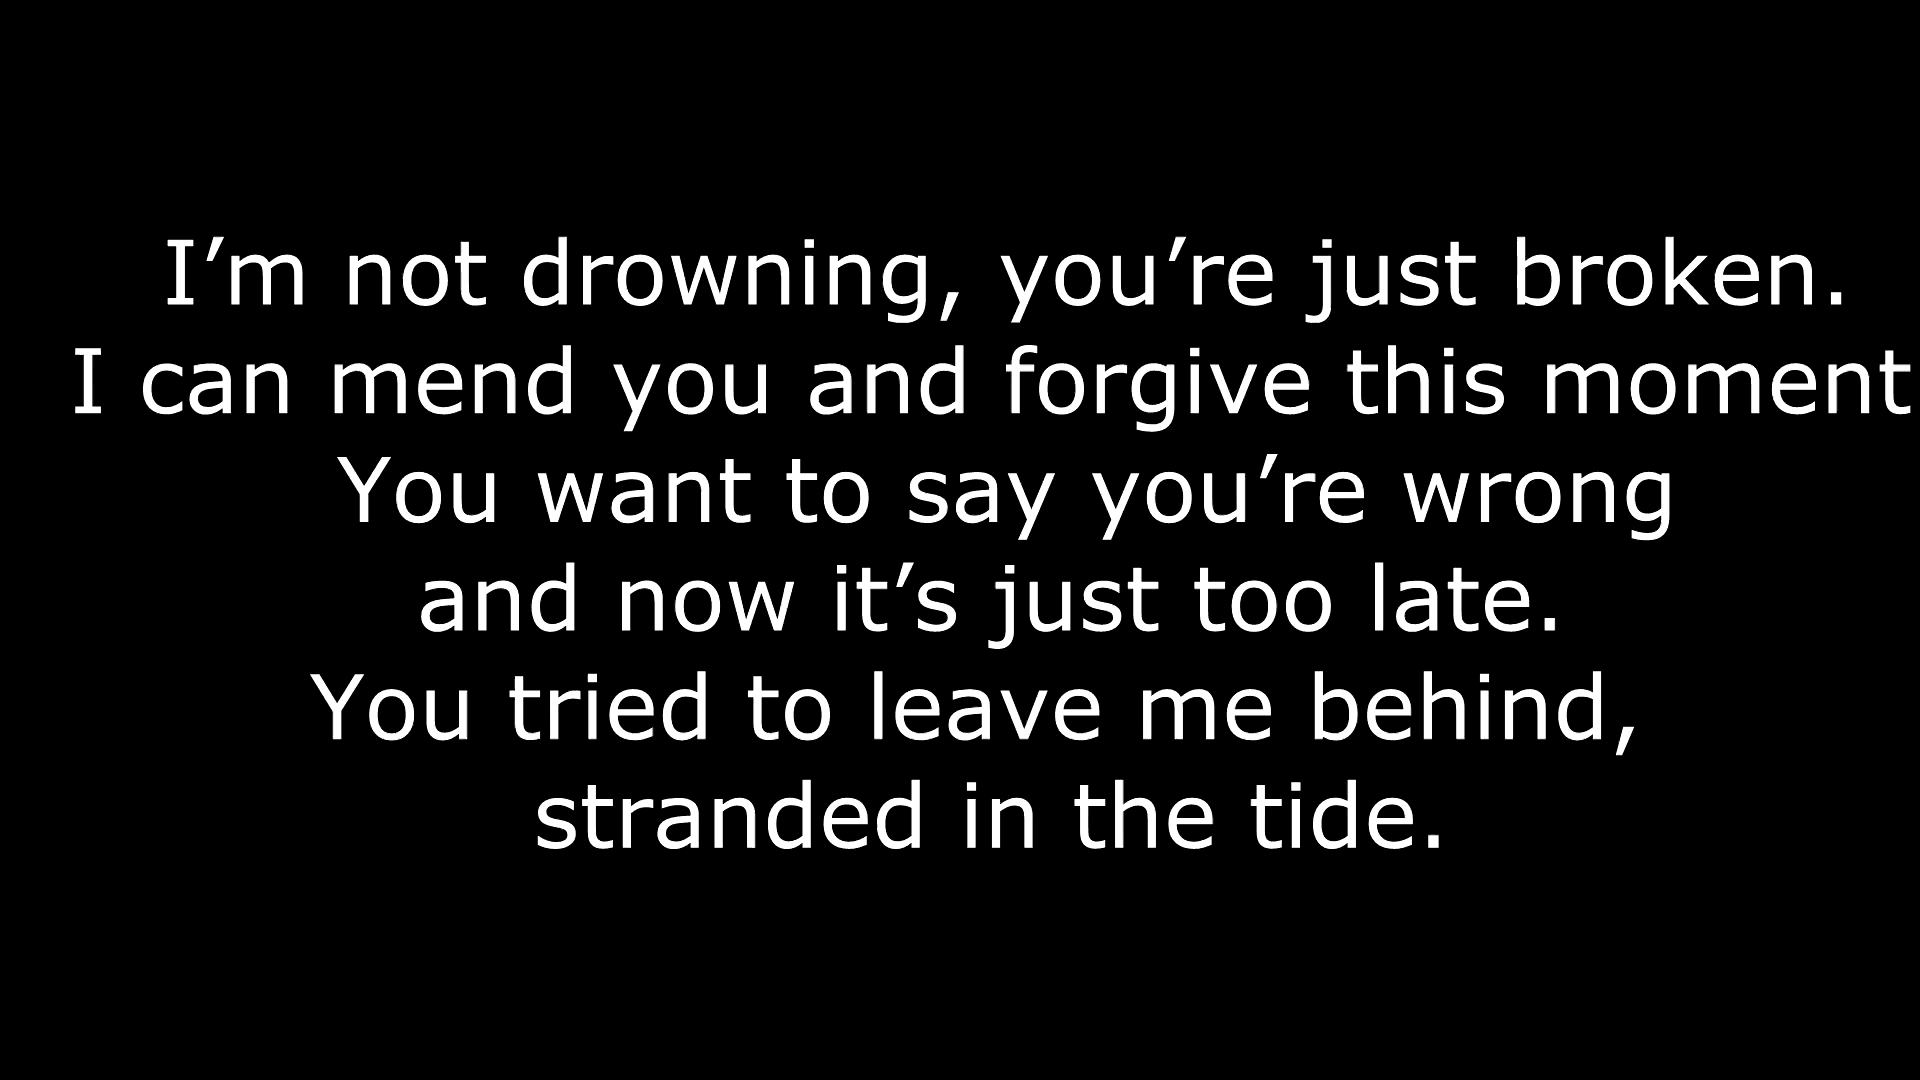 I’m not drowning, you’re just broken.
I can mend you and forgive this moment
You want to say you’re wrong
and now it’s just too late.
You tried to leave me behind,
stranded in the tide.